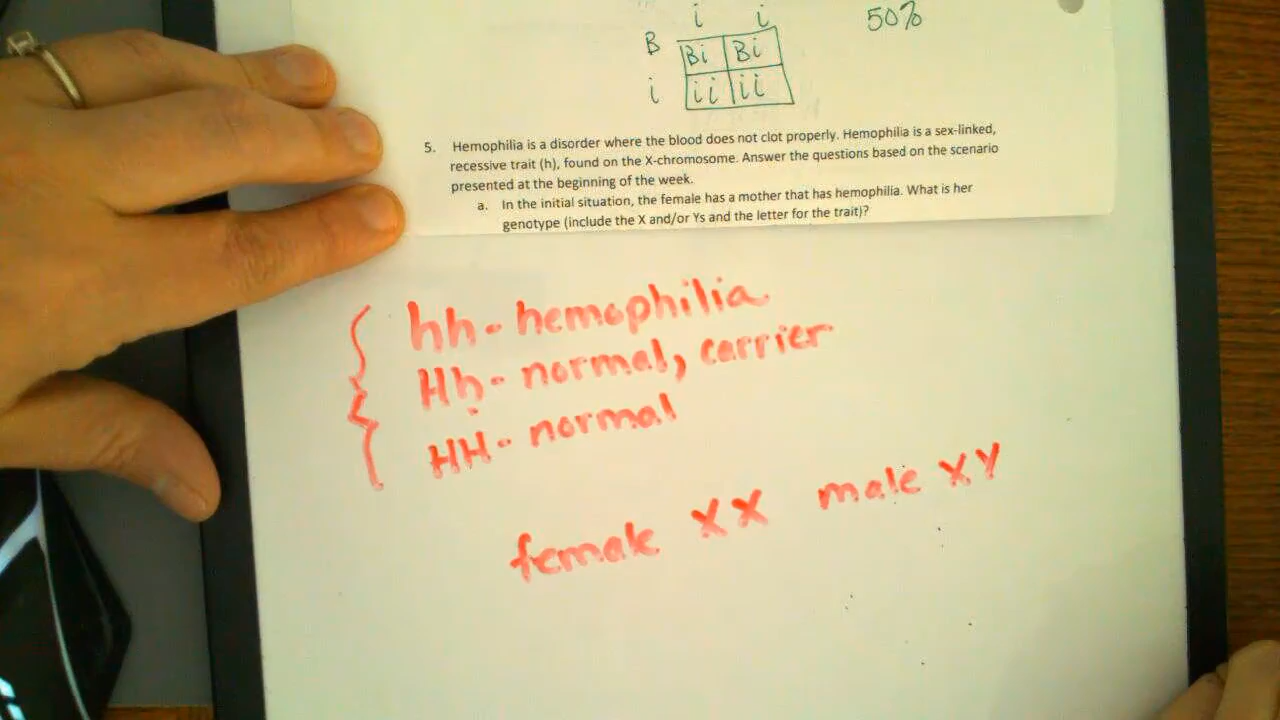 i i 50%
B Bi Bi
i ii ii
5. Hemophilia is a disorder where the blood does not clot properly. Hemophilia is a sex-linked,
recessive trait (h), found on the X-chromosome. Answer the questions based on the scenario
presented at the beginning of the week.
a. In the initial situation, the female has a mother that has hemophilia. What is her
genotype (include the X and/or Ys and the letter for the trait)?
hh - hemophilia
Hh - normal, carrier
HH - normal
female XX male XY